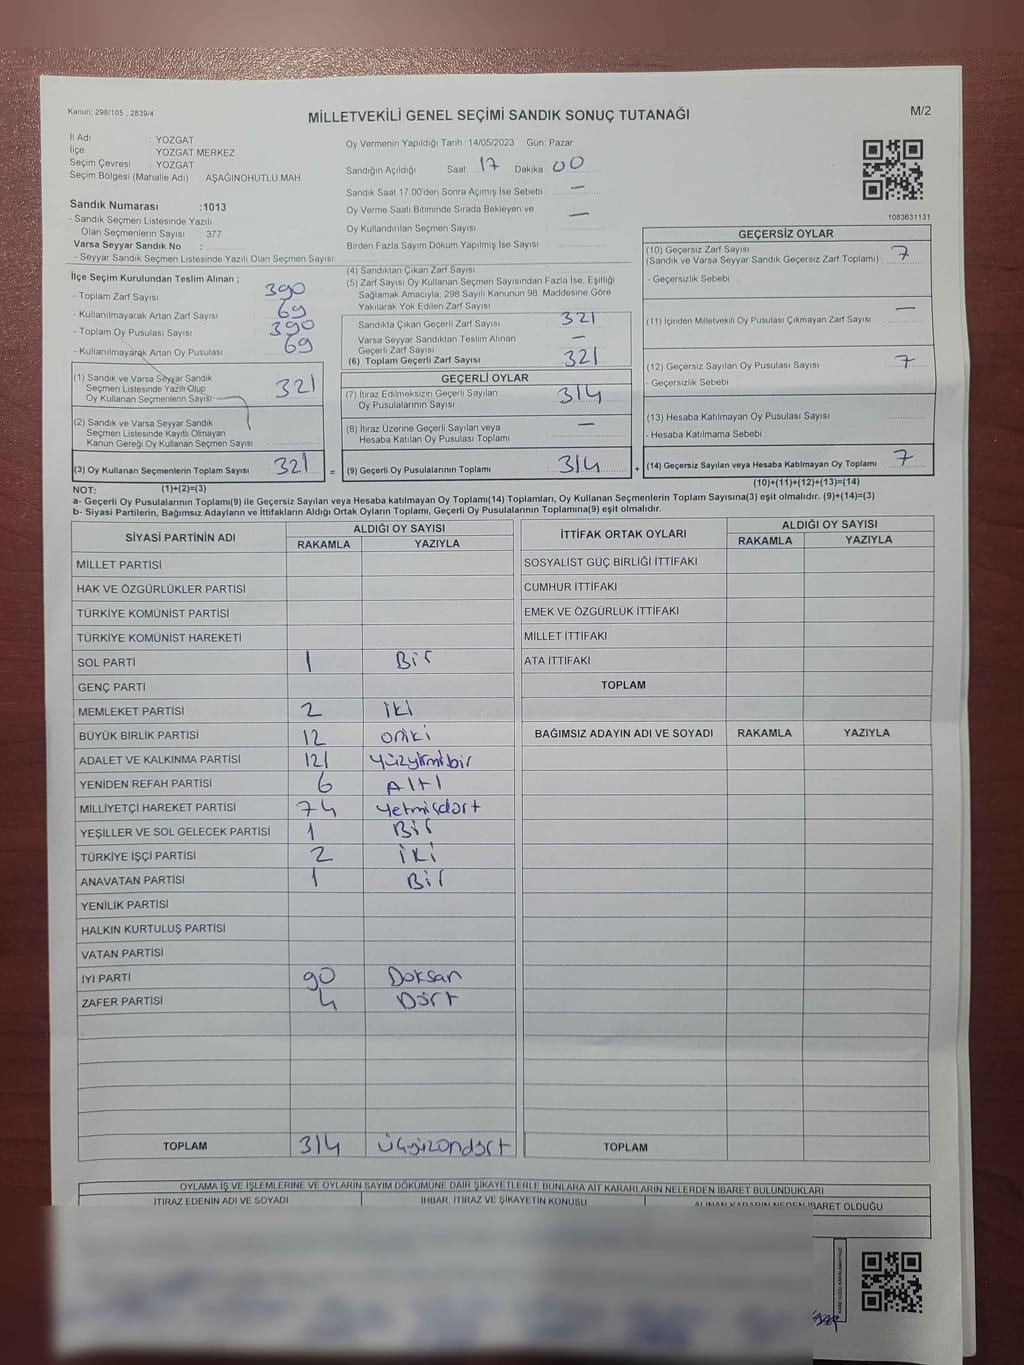 Kanun: 298/105 , 2839/4
MİLLETVEKİLİ GENEL SEÇİMİ SANDIK SONUÇ TUTANAĞI
M/2
İl Adı : YOZGAT
İlçe : YOZGAT MERKEZ
Seçim Çevresi : YOZGAT
Seçim Bölgesi (Mahalle Adı) : AŞAĞINOHUTLU MAH.
Sandık Numarası :1013
- Sandık Seçmen Listesinde Yazılı
Olan Seçmenlerin Sayısı : 377
Varsa Seyyar Sandık No :
- Seyyar Sandık Seçmen Listesinde Yazılı Olan Seçmen Sayısı:
Oy Vermenin Yapıldığı Tarih : 14/05/2023 Gün: Pazar
Sandığın Açıldığı Saat: 17 Dakika 00
Sandık Saat 17:00'den Sonra Açımış İse Sebebi : —
Oy Verme Saati Bitiminde Sırada Bekleyen ve
Oy Kullandırılan Seçmen Sayısı : —
Birden Fazla Sayım Döküm Yapılmış İse Sayısı :
1083631131
İlçe Seçim Kurulundan Teslim Alınan ;
- Toplam Zarf Sayısı : 390
- Kullanılmayarak Artan Zarf Sayısı : 69
- Toplam Oy Pusulası Sayısı : 390
- Kullanılmayarak Artan Oy Pusulası : 69
(1) Sandık ve Varsa Seyyar Sandık
Seçmen Listesinde Yazılı Olup
Oy Kullanan Seçmenlerin Sayısı 321
(2) Sandık ve Varsa Seyyar Sandık
Seçmen Listesinde Kayıtlı Olmayan
Kanun Gereği Oy Kullanan Seçmen Sayısı
(3) Oy Kullanan Seçmenlerin Toplam Sayısı 321 =
(1)+(2)=(3)
(4) Sandıktan Çıkan Zarf Sayısı :
(5) Zarf Sayısı Oy Kullanan Seçmen Sayısından Fazla İse, Eşitliği
Sağlamak Amacıyla, 298 Sayılı Kanunun 98. Maddesine Göre
Yakılarak Yok Edilen Zarf Sayısı :
Sandıkta Çıkan Geçerli Zarf Sayısı : 321
Varsa Seyyar Sandıktan Teslim Alınan
Geçerli Zarf Sayısı : —
(6) Toplam Geçerli Zarf Sayısı : 321
GEÇERLİ OYLAR
(7) İtiraz Edilmeksizin Geçerli Sayılan
Oy Pusulalarının Sayısı : 314
(8) İtiraz Üzerine Geçerli Sayılan veya
Hesaba Katılan Oy Pusulası Toplamı : —
(9) Geçerli Oy Pusulalarının Toplamı : 314 +
GEÇERSİZ OYLAR
(10) Geçersiz Zarf Sayısı
(Sandık ve Varsa Seyyar Sandık Geçersiz Zarf Toplamı) : 7
- Geçersizlik Sebebi :
(11) İçinden Milletvekili Oy Pusulası Çıkmayan Zarf Sayısı : —
(12) Geçersiz Sayılan Oy Pusulası Sayısı : 7
- Geçersizlik Sebebi :
(13) Hesaba Katılmayan Oy Pusulası Sayısı :
- Hesaba Katılmama Sebebi :
(14) Geçersiz Sayılan veya Hesaba Katılmayan Oy Toplamı : 7
(10)+(11)+(12)+(13)=(14)
NOT:
a- Geçerli Oy Pusulalarının Toplamı(9) ile Geçersiz Sayılan veya Hesaba katılmayan Oy Toplamı(14) Toplamları, Oy Kullanan Seçmenlerin Toplam Sayısına(3) eşit olmalıdır. (9)+(14)=(3)
b- Siyasi Partilerin, Bağımsız Adayların ve İttifakların Aldığı Ortak Oyların Toplamı, Geçerli Oy Pusulalarının Toplamına(9) eşit olmalıdır.
SİYASİ PARTİNİN ADI ALDIĞI OY SAYISI
RAKAMLA YAZIYLA
MİLLET PARTİSİ
HAK VE ÖZGÜRLÜKLER PARTİSİ
TÜRKİYE KOMÜNİST PARTİSİ
TÜRKİYE KOMÜNİST HAREKETİ
SOL PARTİ 1 Bir
GENÇ PARTİ
MEMLEKET PARTİSİ 2 iki
BÜYÜK BİRLİK PARTİSİ 12 oniki
ADALET VE KALKINMA PARTİSİ 121 yüzyirmibir
YENİDEN REFAH PARTİSİ 6 Altı
MİLLİYETÇİ HAREKET PARTİSİ 74 yetmişdört
YEŞİLLER VE SOL GELECEK PARTİSİ 1 Bir
TÜRKİYE İŞÇİ PARTİSİ 2 iki
ANAVATAN PARTİSİ 1 Bir
YENİLİK PARTİSİ
HALKIN KURTULUŞ PARTİSİ
VATAN PARTİSİ
İYİ PARTİ 90 Doksan
ZAFER PARTİSİ 4 Dört
TOPLAM 314 üçyüzondört
İTTİFAK ORTAK OYLARI ALDIĞI OY SAYISI
RAKAMLA YAZIYLA
SOSYALİST GÜÇ BİRLİĞİ İTTİFAKI
CUMHUR İTTİFAKI
EMEK VE ÖZGÜRLÜK İTTİFAKI
MİLLET İTTİFAKI
ATA İTTİFAKI
TOPLAM
BAĞIMSIZ ADAYIN ADI VE SOYADI RAKAMLA YAZIYLA
TOPLAM
OYLAMA İŞ VE İŞLEMLERİNE VE OYLARIN SAYIM DÖKÜMÜNE DAİR ŞİKAYETLERLE BUNLARA AİT KARARLARIN NELERDEN İBARET BULUNDUKLARI
İTİRAZ EDENİN ADI VE SOYADI İHBAR, İTİRAZ VE ŞİKAYETİN KONUSU ALINAN KARARIN NEDEN İBARET OLDUĞU